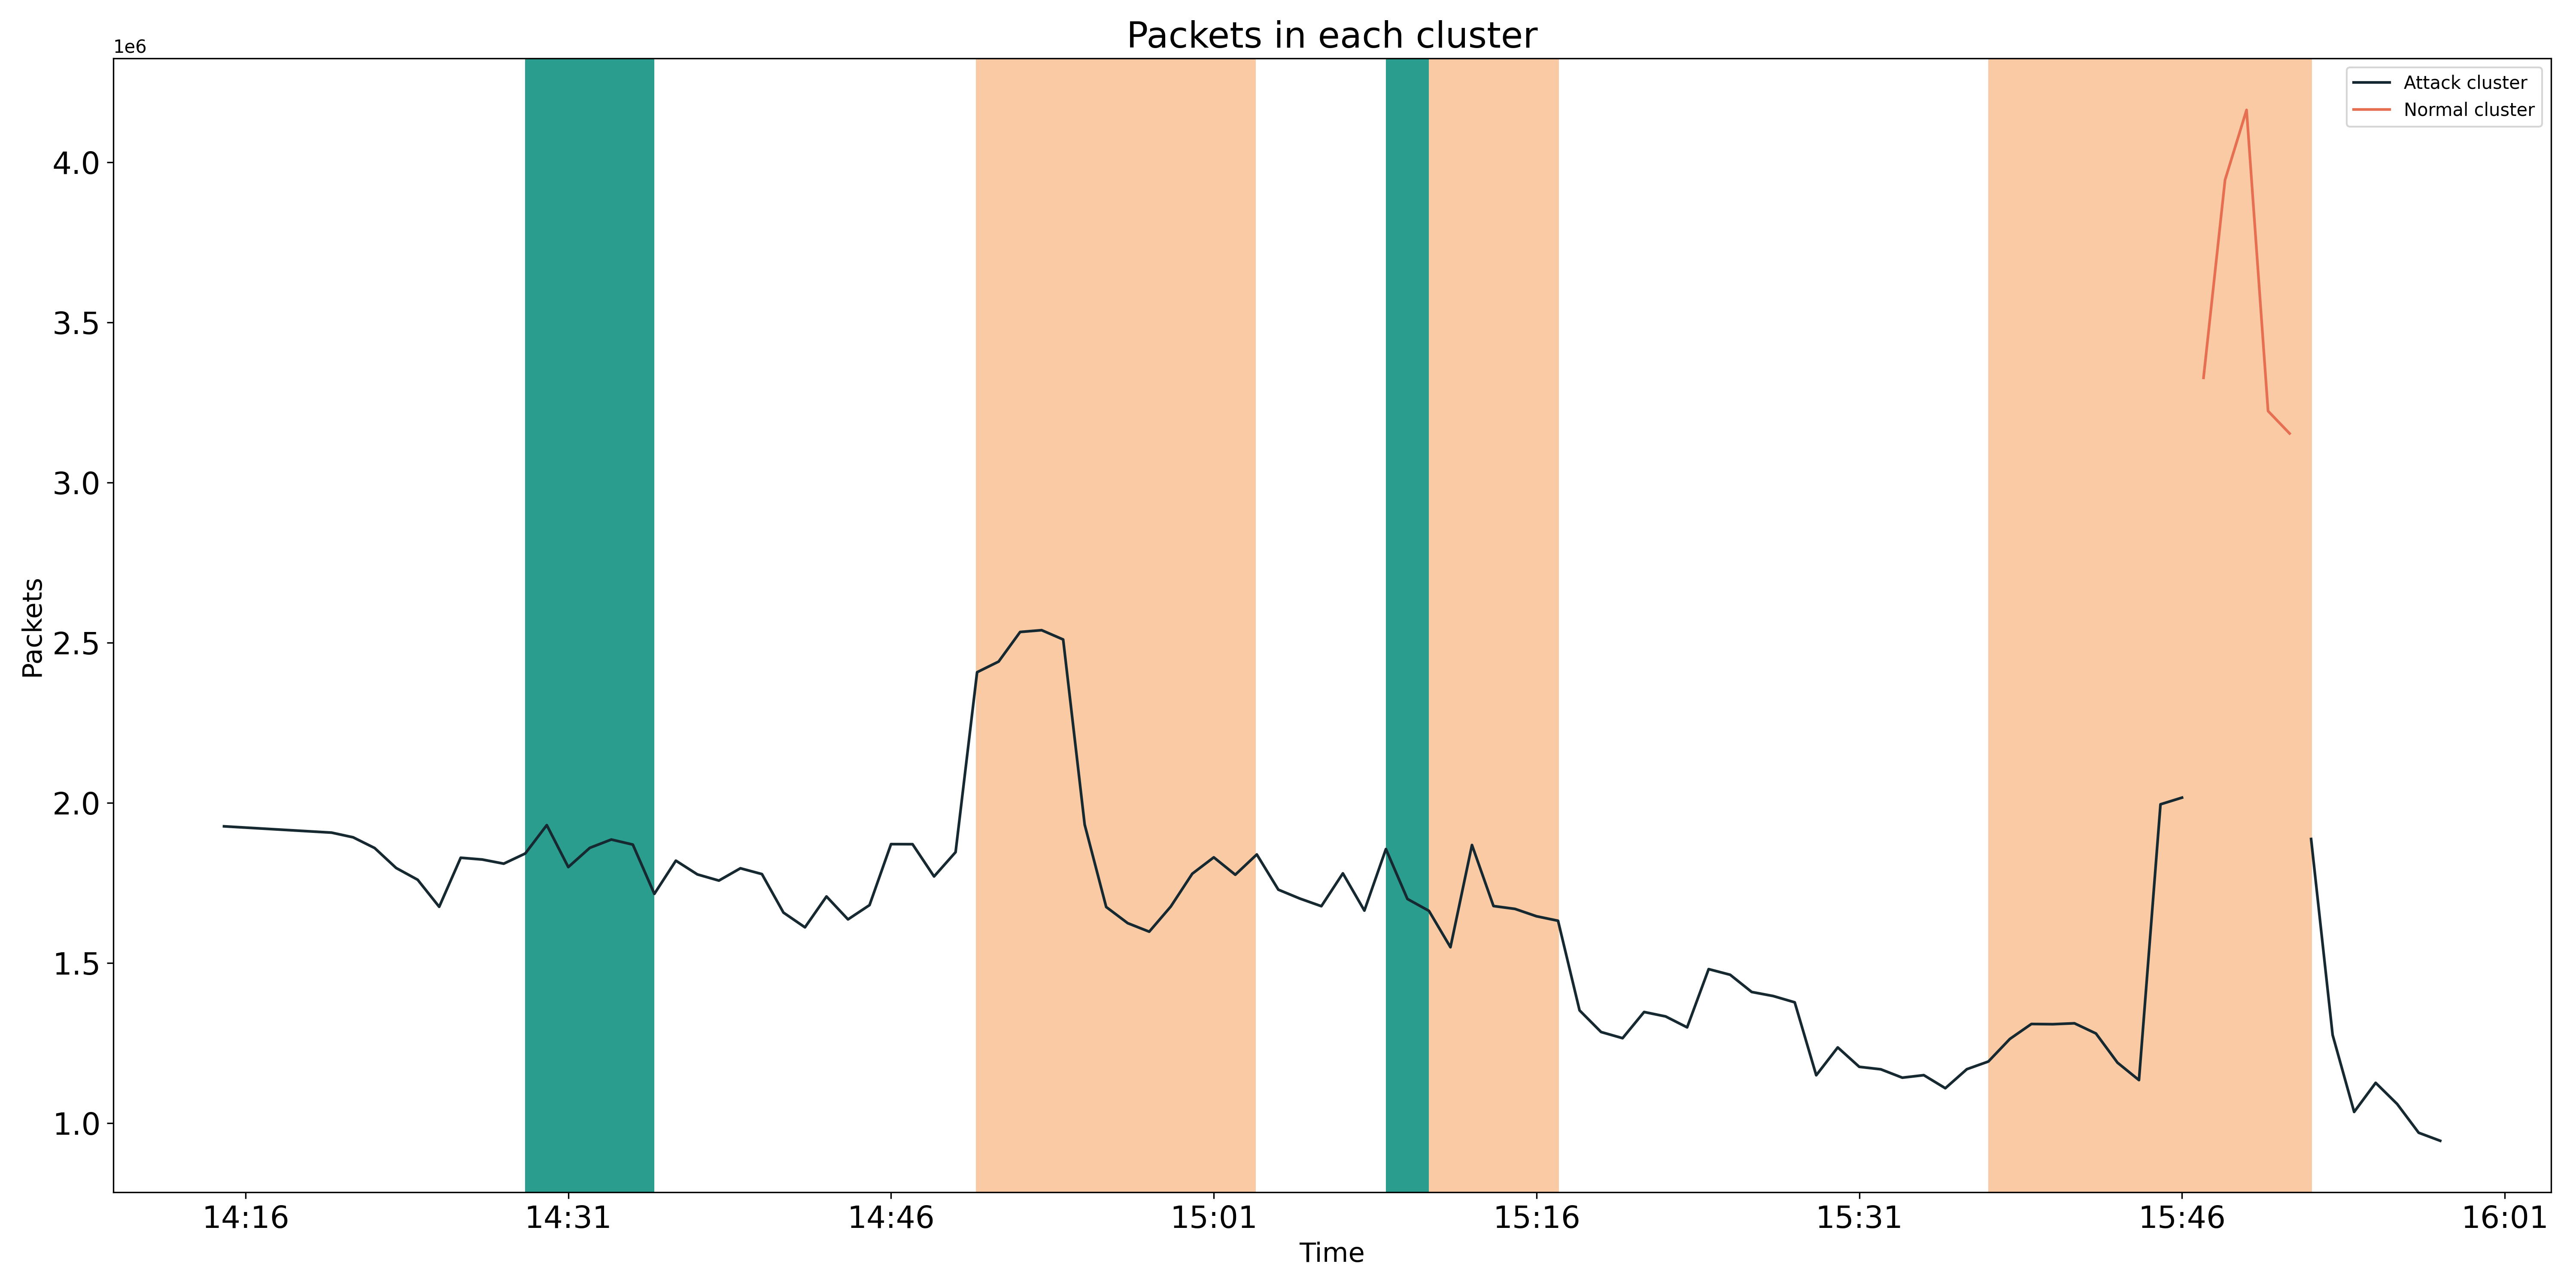 Packets in each cluster
1e6
Attack cluster
Normal cluster
4.0
3.5
3.0
2.5
2.0
1.5
1.0
Packets
14:16 14:31 14:46 15:01 15:16 15:31 15:46 16:01
Time